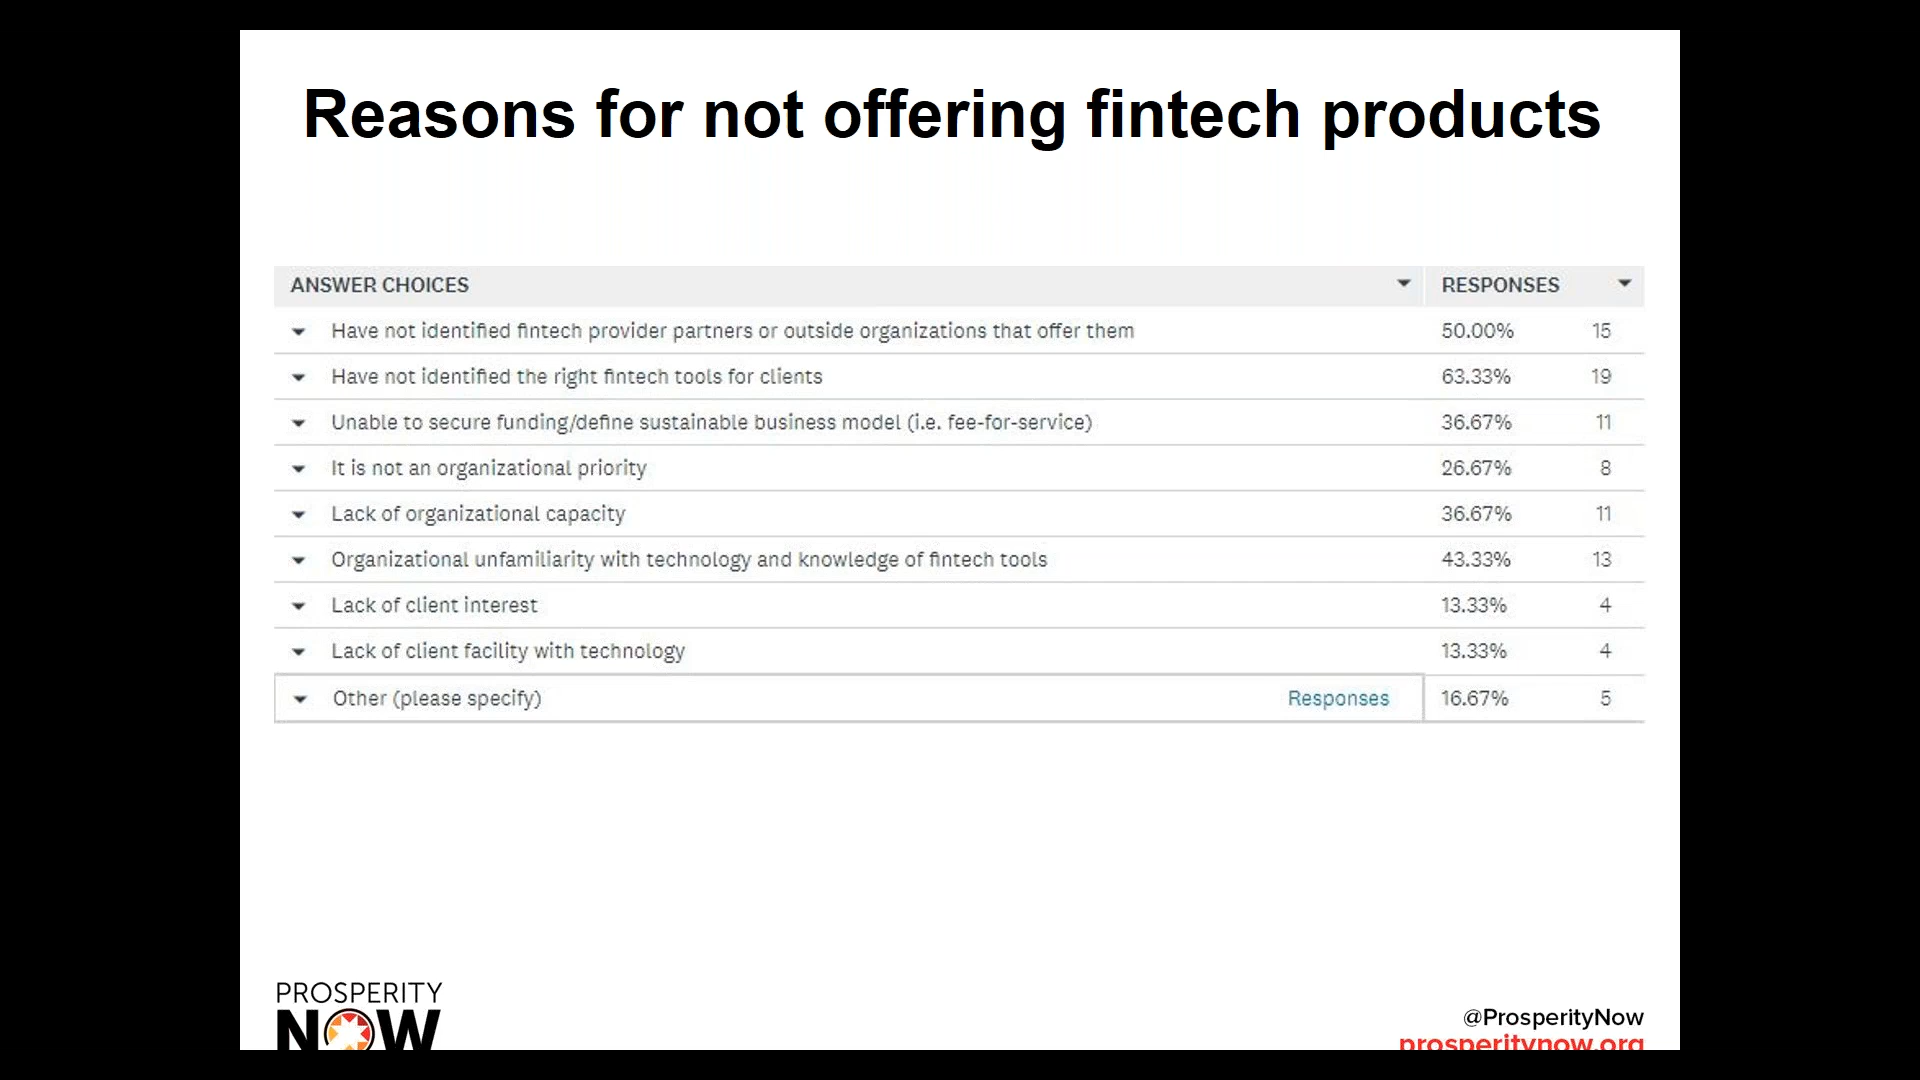 Reasons for not offering fintech products
ANSWER CHOICES RESPONSES
Have not identified fintech provider partners or outside organizations that offer them 50.00% 15
Have not identified the right fintech tools for clients 63.33% 19
Unable to secure funding/define sustainable business model (i.e. fee-for-service) 36.67% 11
It is not an organizational priority 26.67% 8
Lack of organizational capacity 36.67% 11
Organizational unfamiliarity with technology and knowledge of fintech tools 43.33% 13
Lack of client interest 13.33% 4
Lack of client facility with technology 13.33% 4
Other (please specify) Responses 16.67% 5
PROSPERITY
NOW
@ProsperityNow
prosperitynow.org